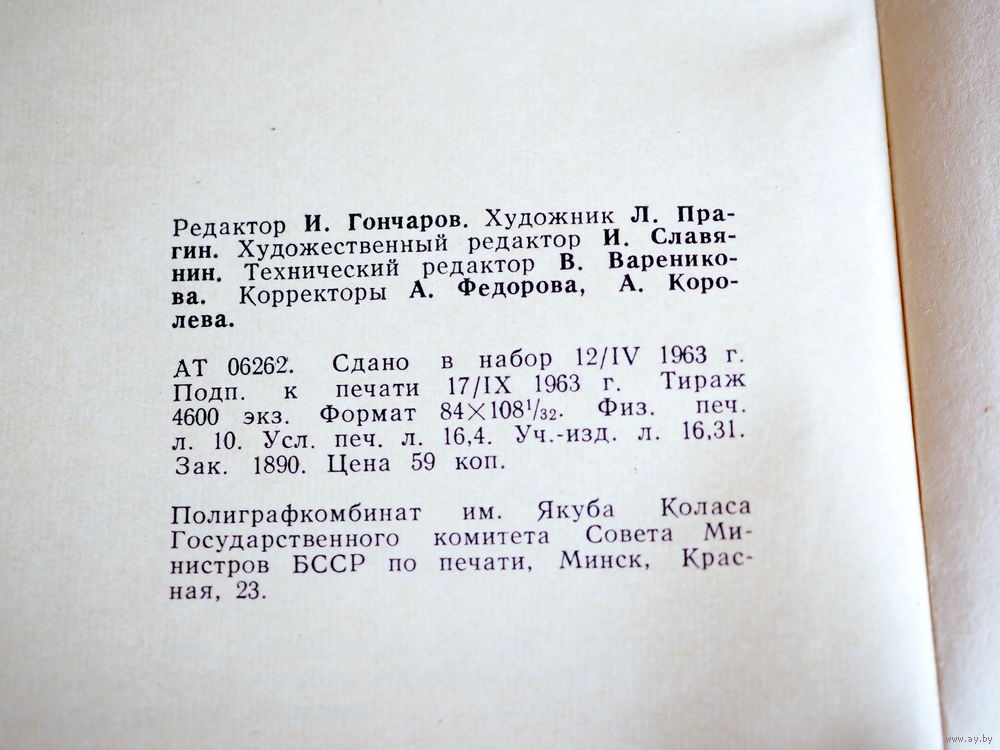 Редактор И. Гончаров. Художник Л. Пра-
гин. Художественный редактор И. Славя-
нин. Технический редактор В. Варенико-
ва. Корректоры А. Федорова, А. Коро-
лева.
АТ 06262. Сдано в набор 12/IV 1963 г.
Подп. к печати 17/IX 1963 г. Тираж
4600 экз. Формат 84×108¹/₃₂. Физ. печ.
л. 10. Усл. печ. л. 16,4. Уч.-изд. л. 16,31.
Зак. 1890. Цена 59 коп.
Полиграфкомбинат им. Якуба Коласа
Государственного комитета Совета Ми-
нистров БССР по печати, Минск, Крас-
ная, 23.
www.ay.by